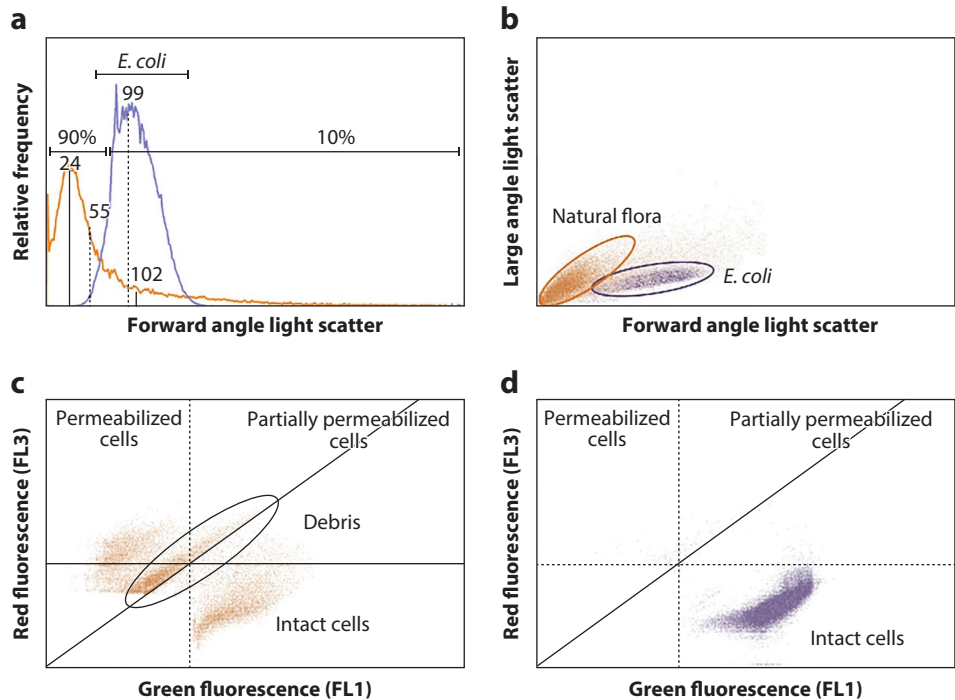 a
E. coli
99
90%
10%
24
55
102
Relative frequency
Forward angle light scatter
b
Large angle light scatter
Natural flora
E. coli
Forward angle light scatter
c
Permeabilized
cells
Partially permeabilized
cells
Debris
Intact cells
Red fluorescence (FL3)
Green fluorescence (FL1)
d
Permeabilized
cells
Partially permeabilized
cells
Intact cells
Red fluorescence (FL3)
Green fluorescence (FL1)